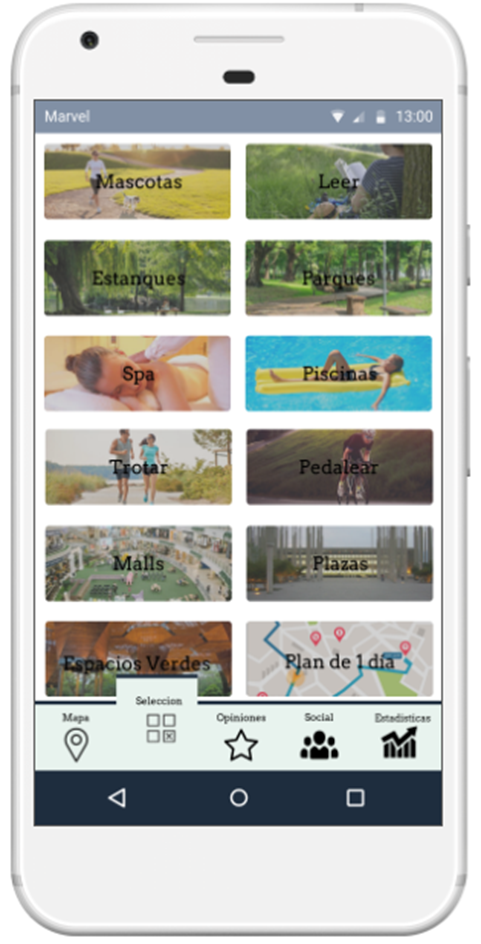 Marvel 13:00
Mascotas
Leer
Estanques
Parques
Spa
Piscinas
Trotar
Pedalear
Malls
Plazas
Espacios Verdes
Plan de 1 día
Mapa
Seleccion
Opiniones
Social
Estadisticas